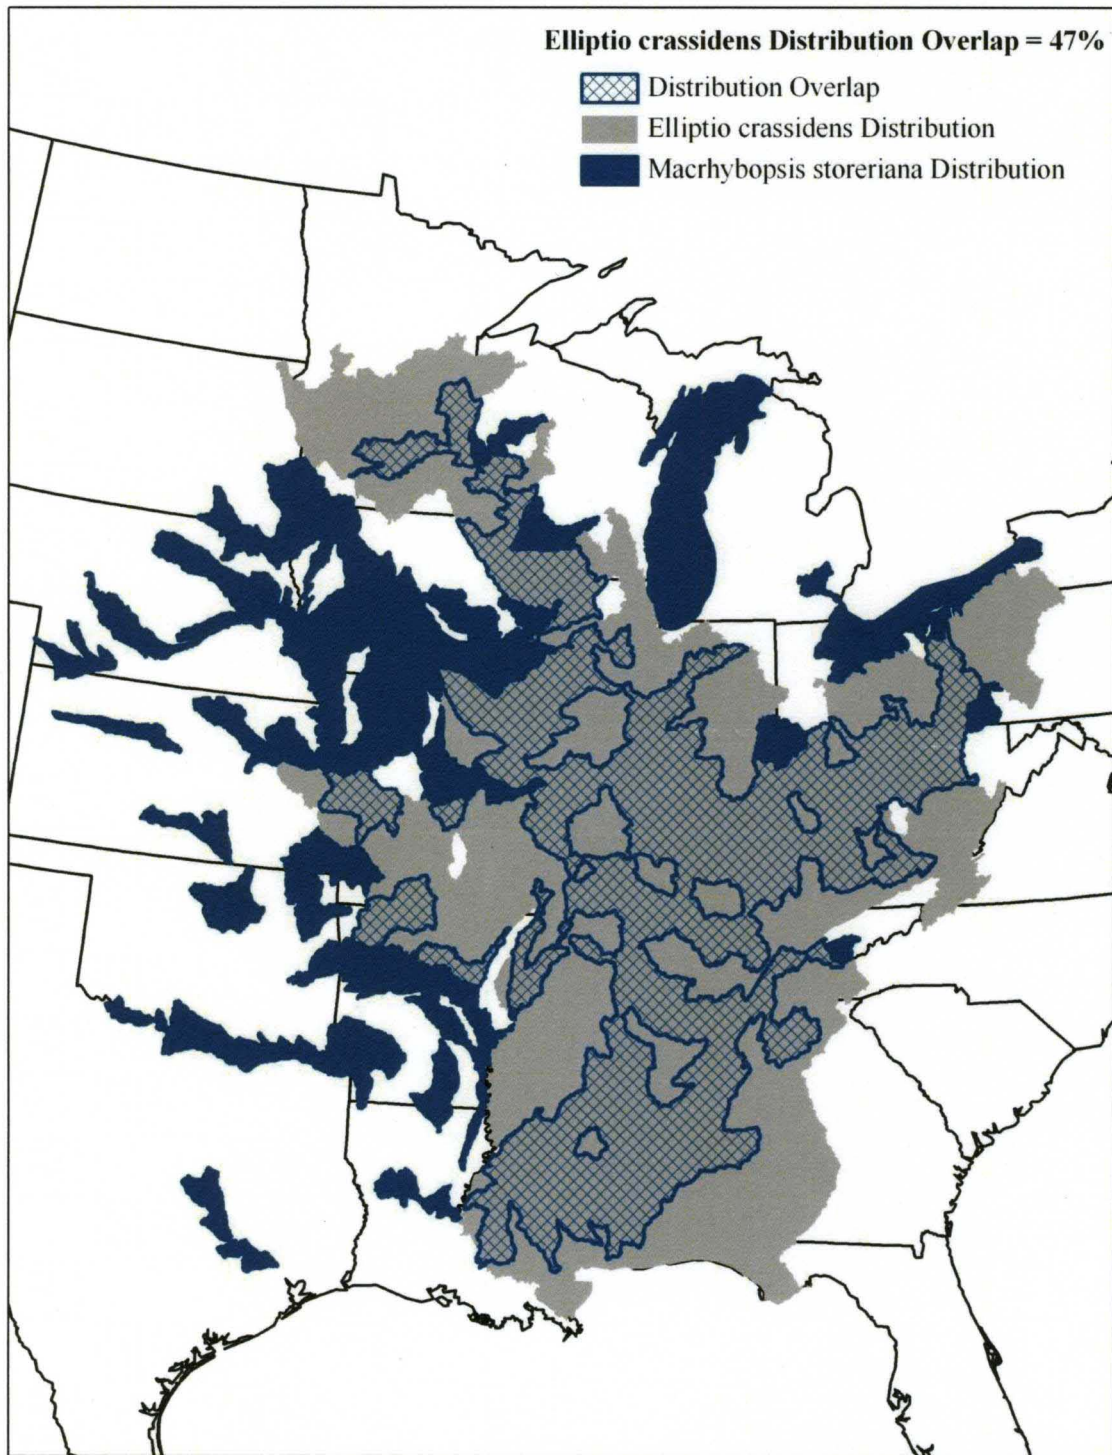 Elliptio crassidens Distribution Overlap = 47%
Distribution Overlap
Elliptio crassidens Distribution
Macrhybopsis storeriana Distribution